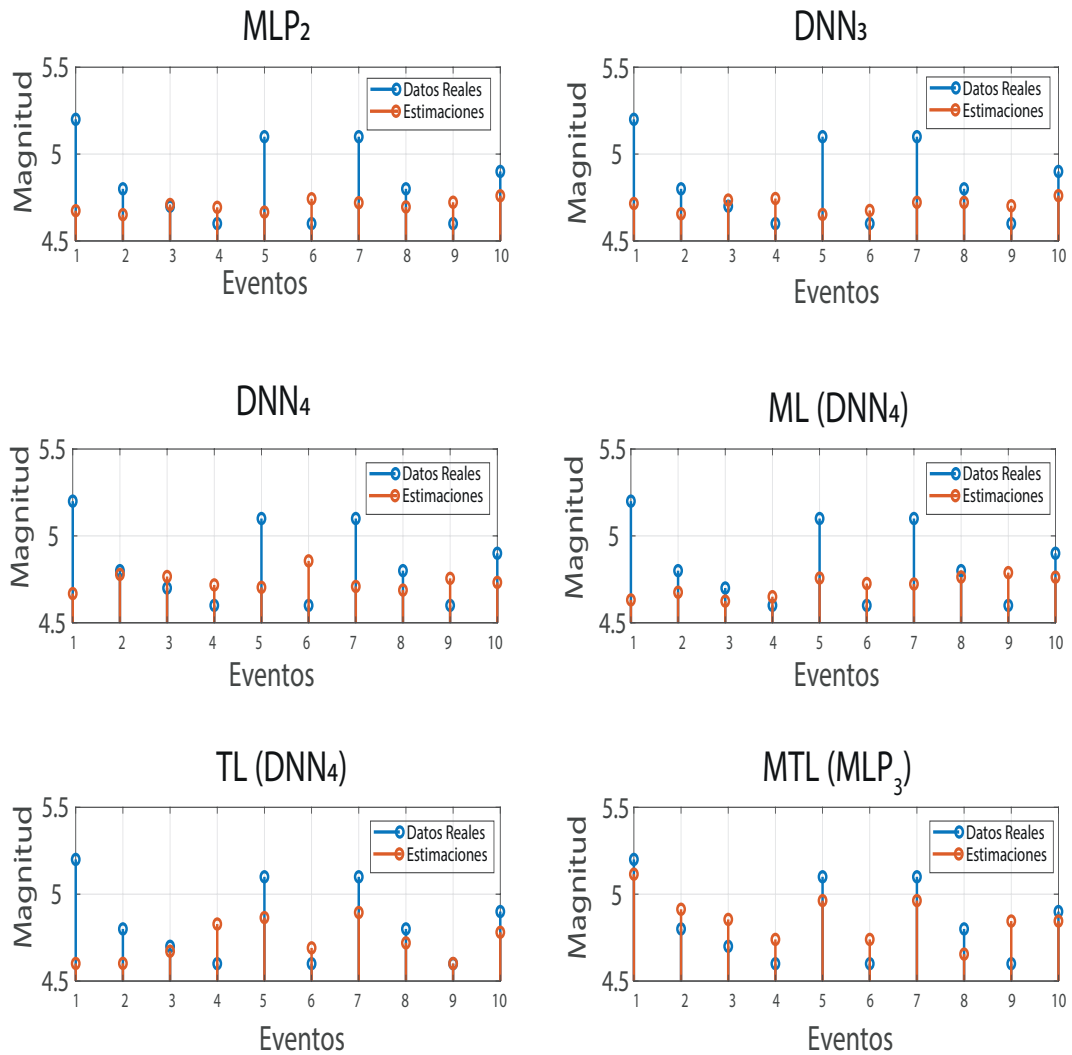 MLP₂
5.5
5
4.5
Magnitud
Datos Reales
Estimaciones
1 2 3 4 5 6 7 8 9 10
Eventos
DNN₃
5.5
5
4.5
Magnitud
Datos Reales
Estimaciones
1 2 3 4 5 6 7 8 9 10
Eventos
DNN₄
5.5
5
4.5
Magnitud
Datos Reales
Estimaciones
1 2 3 4 5 6 7 8 9 10
Eventos
ML (DNN₄)
5.5
5
4.5
Magnitud
Datos Reales
Estimaciones
1 2 3 4 5 6 7 8 9 10
Eventos
TL (DNN₄)
5.5
5
4.5
Magnitud
Datos Reales
Estimaciones
1 2 3 4 5 6 7 8 9 10
Eventos
MTL (MLP₃)
5.5
5
4.5
Magnitud
Datos Reales
Estimaciones
1 2 3 4 5 6 7 8 9 10
Eventos